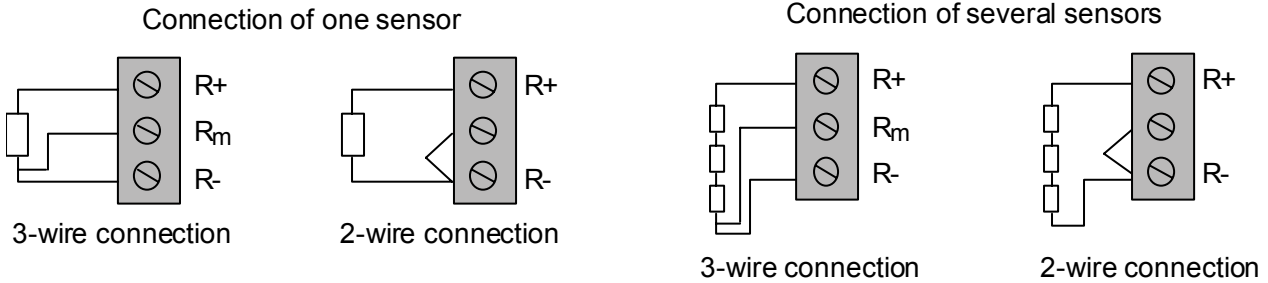 Connection of one sensor
R+
Rm
R-
3-wire connection
R+
R-
2-wire connection
Connection of several sensors
R+
Rm
R-
3-wire connection
R+
R-
2-wire connection